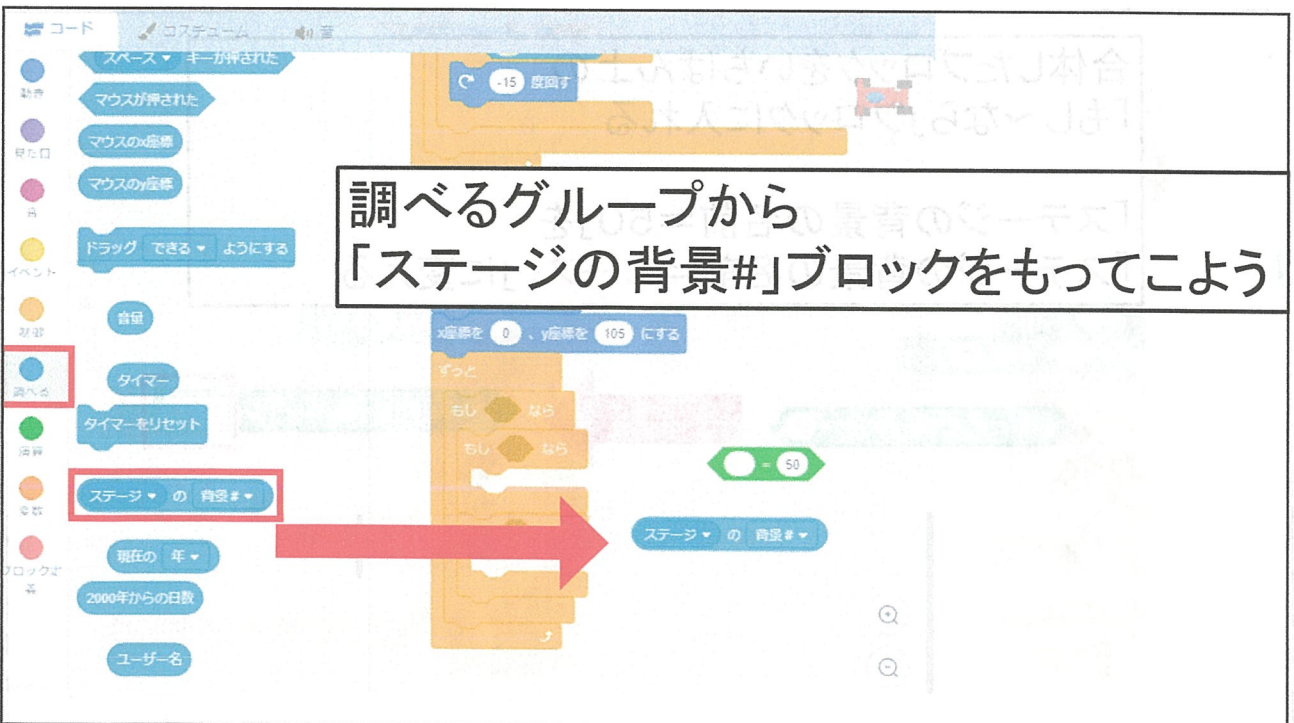 コード
コスチューム
音
スペース キーが押された
マウスが押された
マウスのx座標
マウスのy座標
ドラッグ できる ようにする
音量
タイマー
タイマーをリセット
ステージ の 背景#
現在の 年
2000年からの日数
ユーザー名
動き
見た目
音
イベント
制御
調べる
演算
変数
ブロック定義
-15 度回す
調べるグループから
「ステージの背景#」ブロックをもってこよう
x座標を 0 、y座標を 105 にする
ずっと
もし なら
もし なら
= 50
ステージ の 背景#